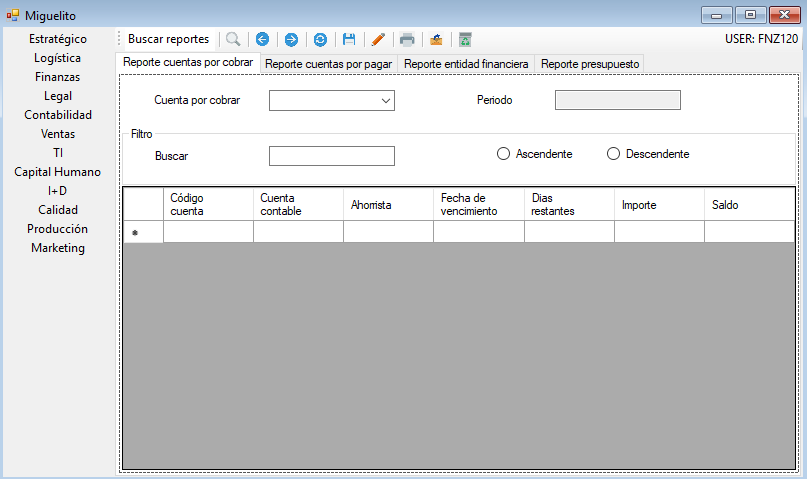 Miguelito
Estratégico
Logística
Finanzas
Legal
Contabilidad
Ventas
TI
Capital Humano
I+D
Calidad
Producción
Marketing
Buscar reportes
USER: FNZ120
Reporte cuentas por cobrar
Reporte cuentas por pagar
Reporte entidad financiera
Reporte presupuesto
Cuenta por cobrar
Periodo
Filtro
Buscar
Ascendente
Descendente
Código
cuenta
Cuenta
contable
Ahorrista
Fecha de
vencimiento
Dias
restantes
Importe
Saldo